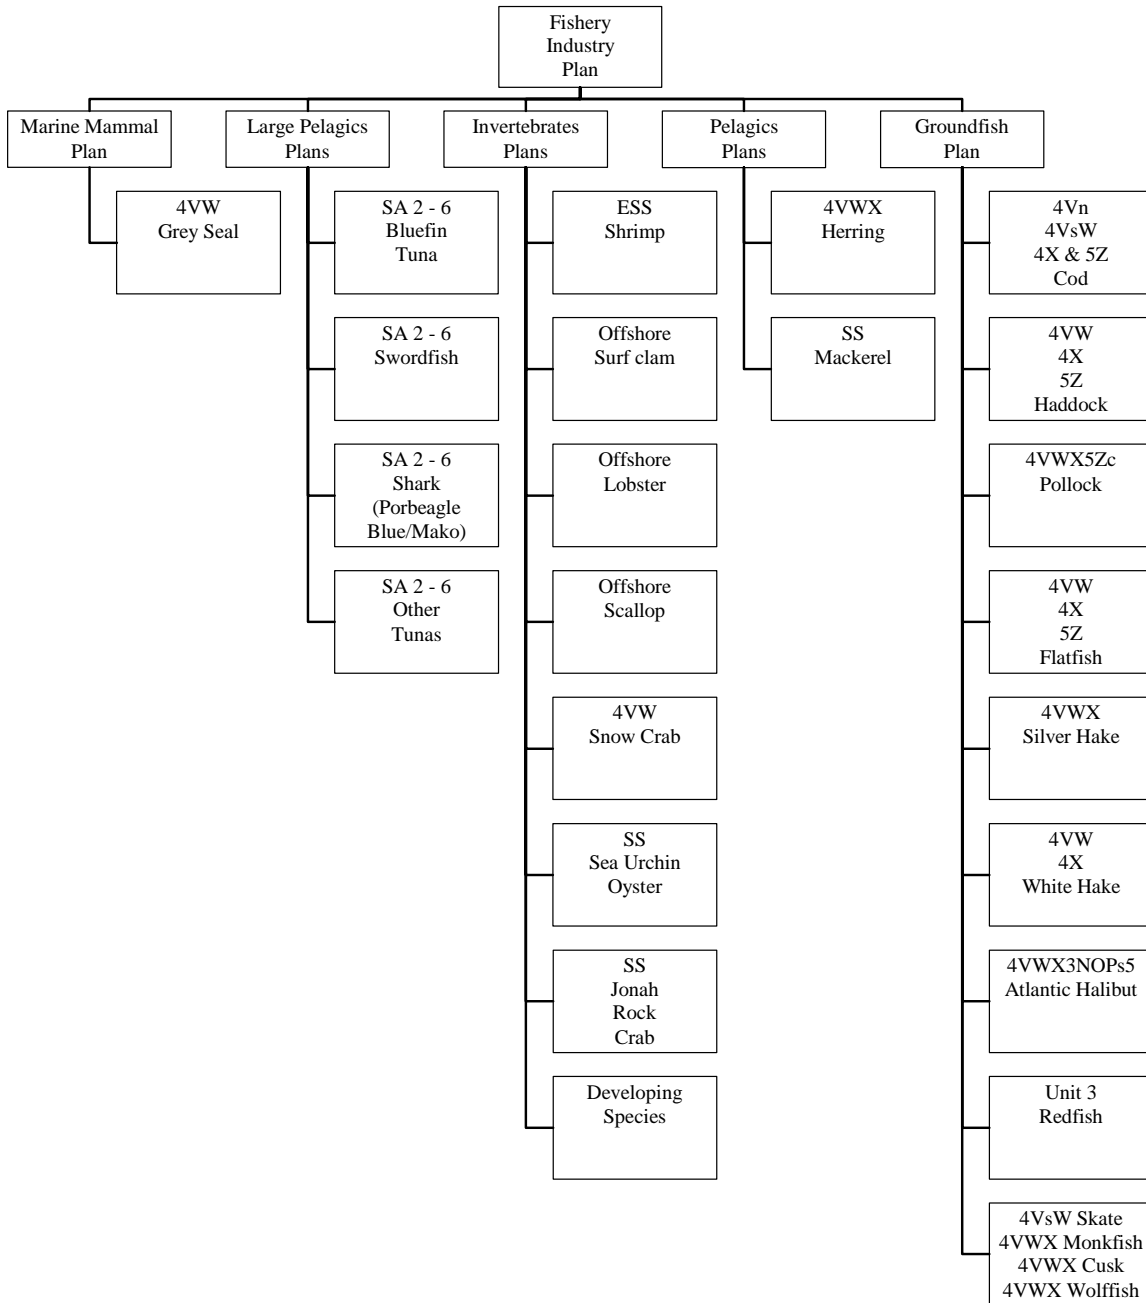 Fishery
Industry
Plan
Marine Mammal
Plan
Large Pelagics
Plans
Invertebrates
Plans
Pelagics
Plans
Groundfish
Plan
4VW
Grey Seal
SA 2 - 6
Bluefin
Tuna
SA 2 - 6
Swordfish
SA 2 - 6
Shark
(Porbeagle
Blue/Mako)
SA 2 - 6
Other
Tunas
ESS
Shrimp
Offshore
Surf clam
Offshore
Lobster
Offshore
Scallop
4VW
Snow Crab
SS
Sea Urchin
Oyster
SS
Jonah
Rock
Crab
Developing
Species
4VWX
Herring
SS
Mackerel
4Vn
4VsW
4X & 5Z
Cod
4VW
4X
5Z
Haddock
4VWX5Zc
Pollock
4VW
4X
5Z
Flatfish
4VWX
Silver Hake
4VW
4X
White Hake
4VWX3NOPs5
Atlantic Halibut
Unit 3
Redfish
4VsW Skate
4VWX Monkfish
4VWX Cusk
4VWX Wolffish